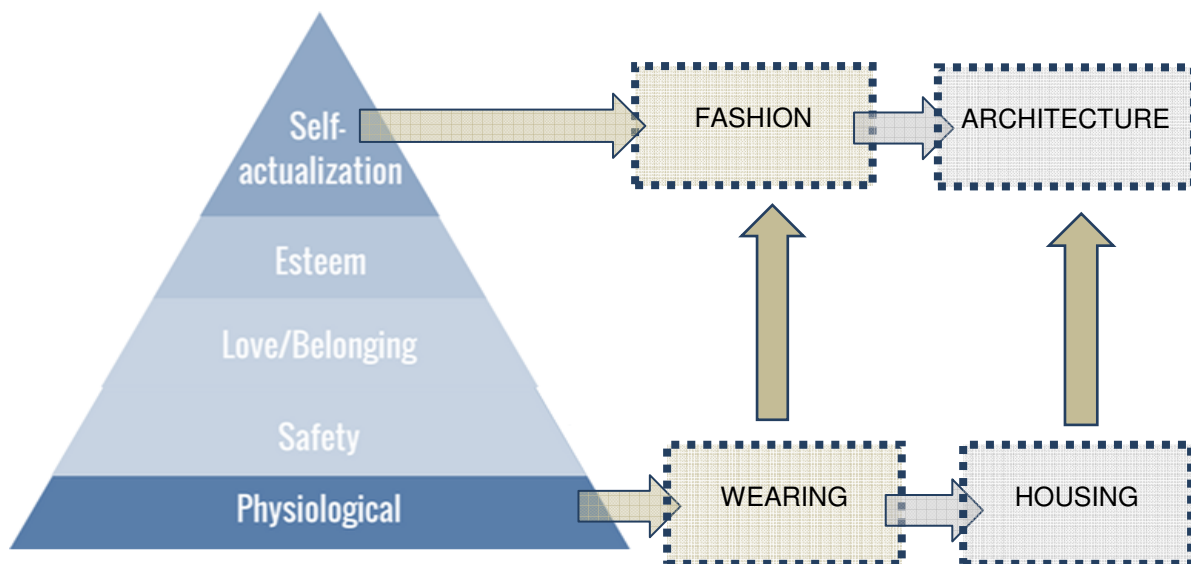 Self-
actualization
FASHION
ARCHITECTURE
Esteem
Love/Belonging
Safety
Physiological
WEARING
HOUSING